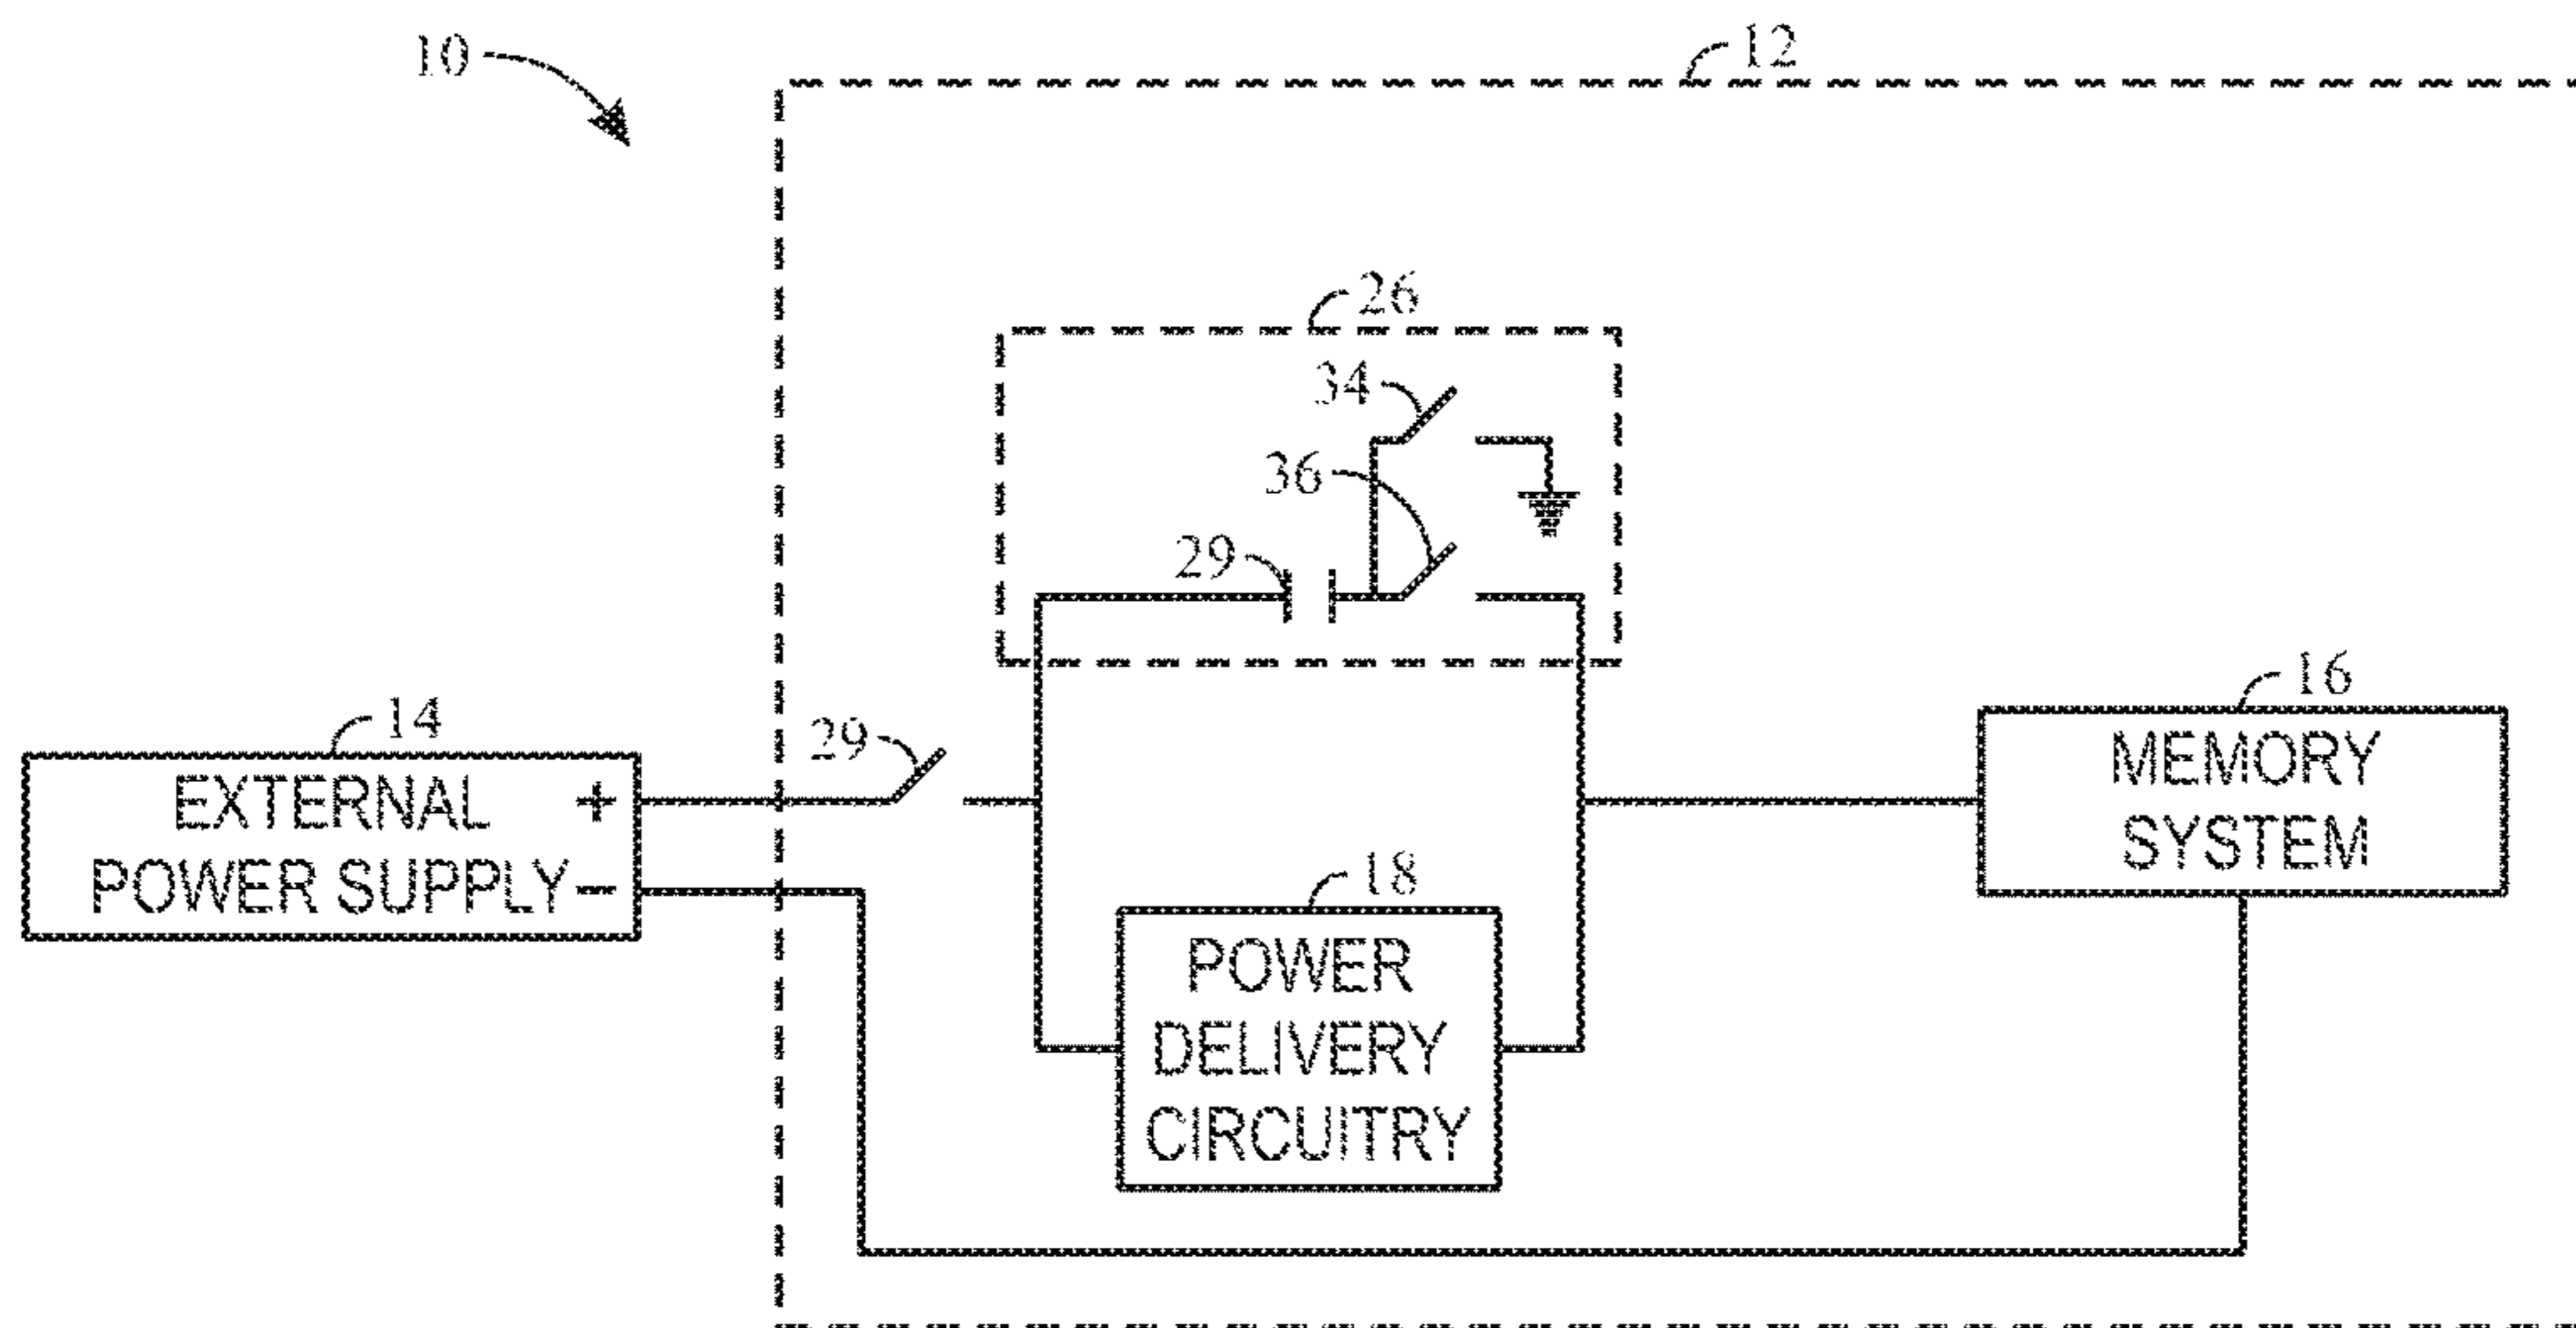 10
12
26
34
36
29
16
14
29
EXTERNAL +
POWER SUPPLY −
MEMORY
SYSTEM
18
POWER
DELIVERY
CIRCUITRY